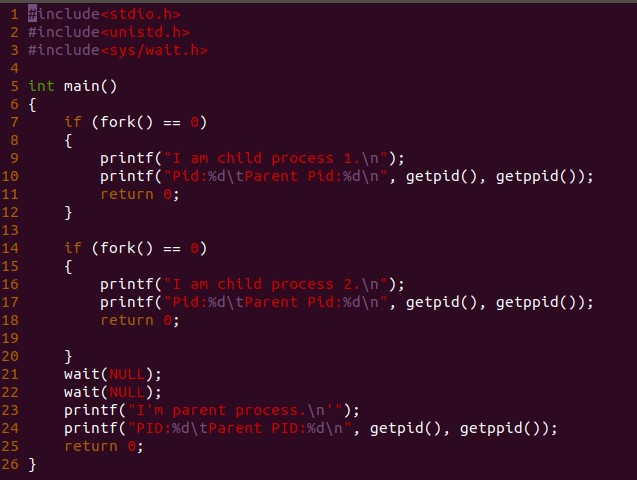 1 #include<stdio.h>
2 #include<unistd.h>
3 #include<sys/wait.h>
4
5 int main()
6 {
7     if (fork() == 0)
8     {
9         printf("I am child process 1.\n");
10         printf("Pid:%d\tParent Pid:%d\n", getpid(), getppid());
11         return 0;
12     }
13
14     if (fork() == 0)
15     {
16         printf("I am child process 2.\n");
17         printf("Pid:%d\tParent Pid:%d\n", getpid(), getppid());
18         return 0;
19
20     }
21     wait(NULL);
22     wait(NULL);
23     printf("I'm parent process.\n'");
24     printf("PID:%d\tParent PID:%d\n", getpid(), getppid());
25     return 0;
26 }